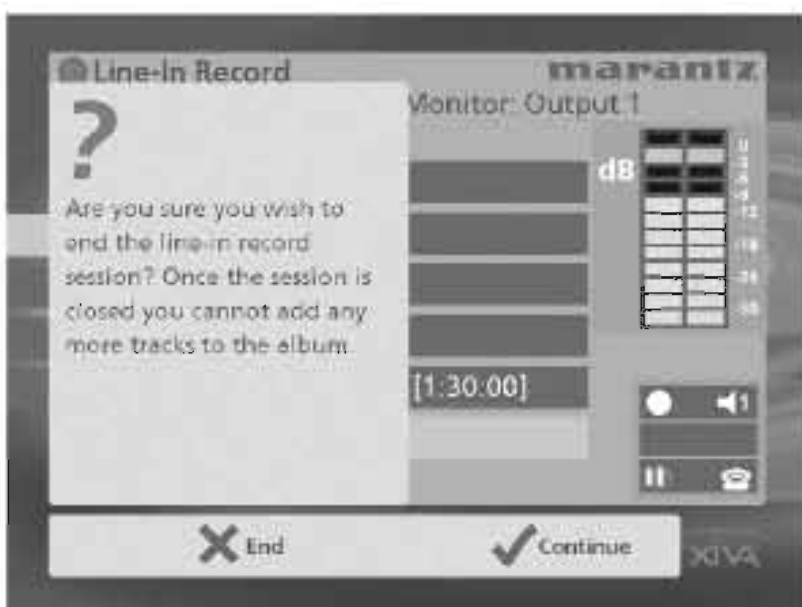 Line-In Record
marantz
Monitor: Output 1
?
Are you sure you wish to
end the line-in record
session? Once the session is
closed you cannot add any
more tracks to the album
dB
[1:30:00]
1
End
Continue
XIVA